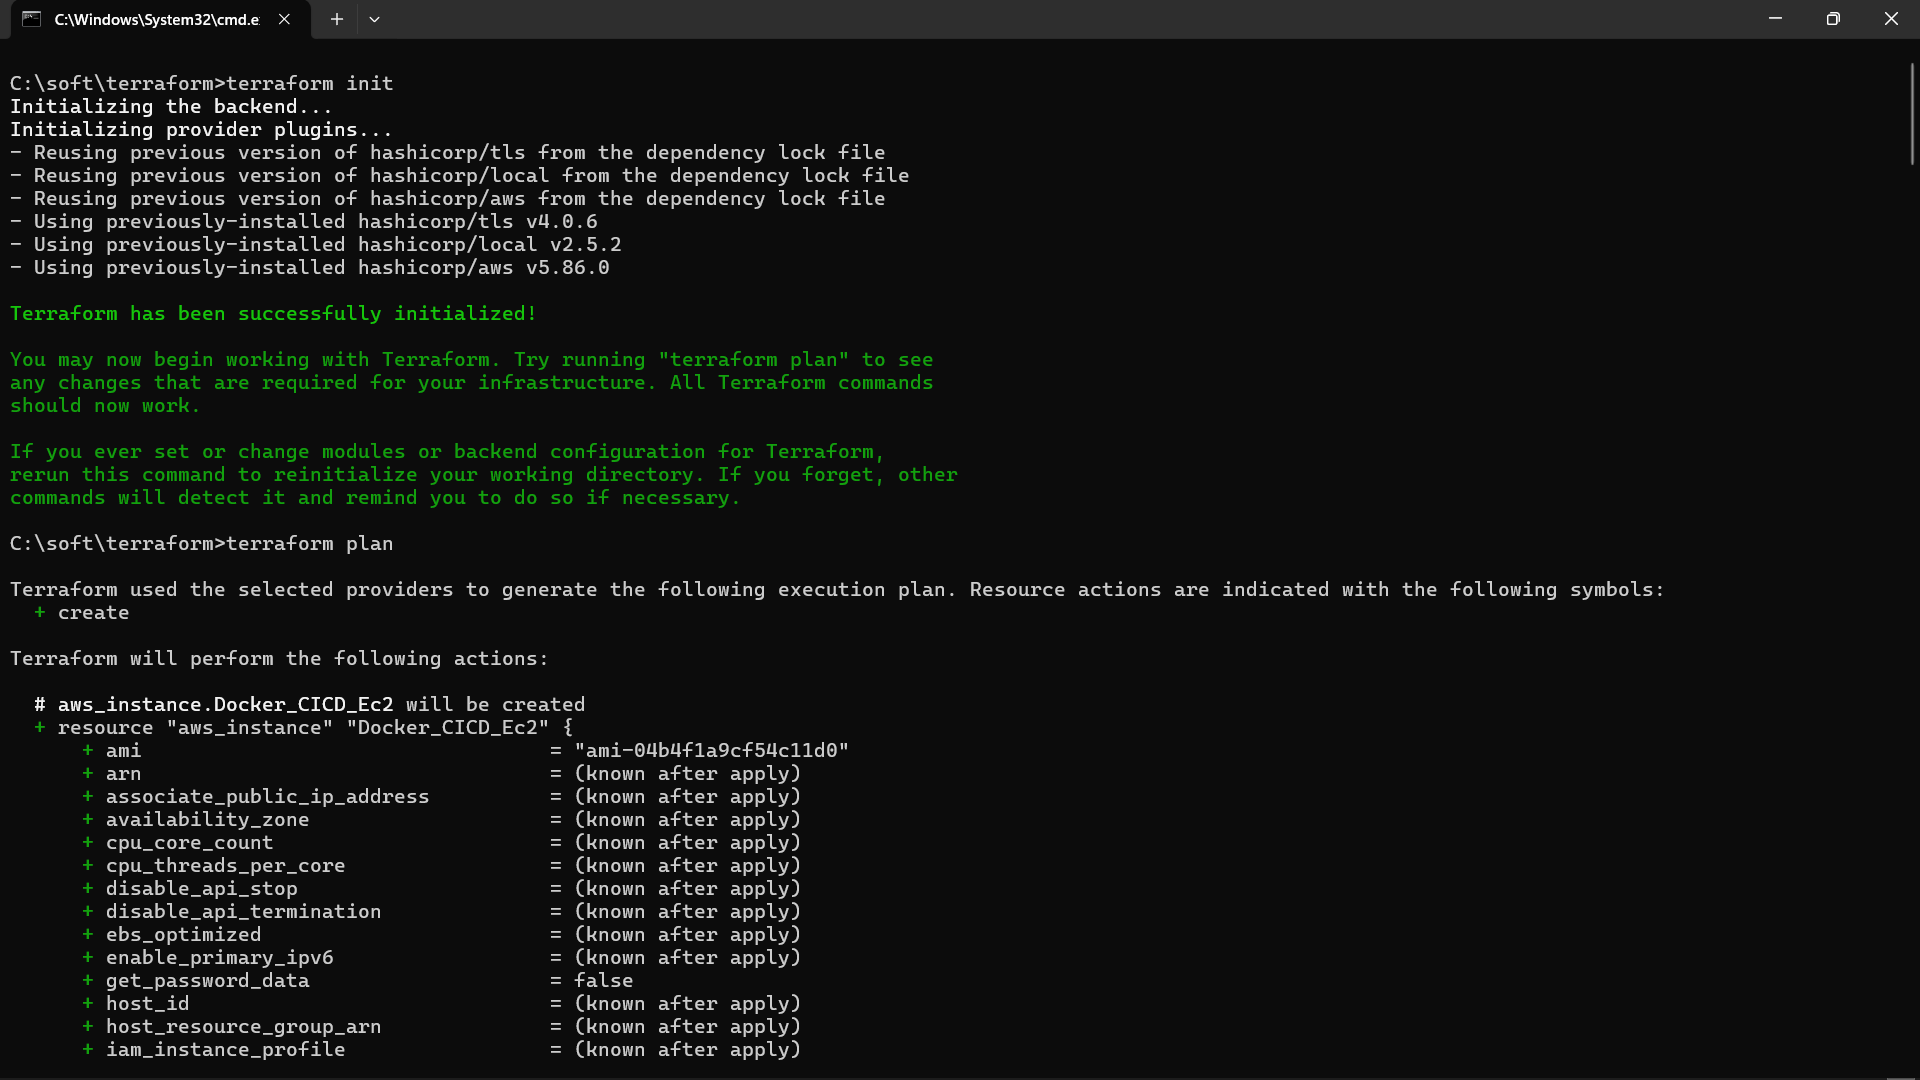 C:\Windows\System32\cmd.e
C:\soft\terraform>terraform init
Initializing the backend...
Initializing provider plugins...
- Reusing previous version of hashicorp/tls from the dependency lock file
- Reusing previous version of hashicorp/local from the dependency lock file
- Reusing previous version of hashicorp/aws from the dependency lock file
- Using previously-installed hashicorp/tls v4.0.6
- Using previously-installed hashicorp/local v2.5.2
- Using previously-installed hashicorp/aws v5.86.0
Terraform has been successfully initialized!
You may now begin working with Terraform. Try running "terraform plan" to see
any changes that are required for your infrastructure. All Terraform commands
should now work.
If you ever set or change modules or backend configuration for Terraform,
rerun this command to reinitialize your working directory. If you forget, other
commands will detect it and remind you to do so if necessary.
C:\soft\terraform>terraform plan
Terraform used the selected providers to generate the following execution plan. Resource actions are indicated with the following symbols:
  + create
Terraform will perform the following actions:
  # aws_instance.Docker_CICD_Ec2 will be created
  + resource "aws_instance" "Docker_CICD_Ec2" {
      + ami                                  = "ami-04b4f1a9cf54c11d0"
      + arn                                  = (known after apply)
      + associate_public_ip_address          = (known after apply)
      + availability_zone                    = (known after apply)
      + cpu_core_count                       = (known after apply)
      + cpu_threads_per_core                 = (known after apply)
      + disable_api_stop                     = (known after apply)
      + disable_api_termination              = (known after apply)
      + ebs_optimized                        = (known after apply)
      + enable_primary_ipv6                  = (known after apply)
      + get_password_data                    = false
      + host_id                              = (known after apply)
      + host_resource_group_arn              = (known after apply)
      + iam_instance_profile                 = (known after apply)